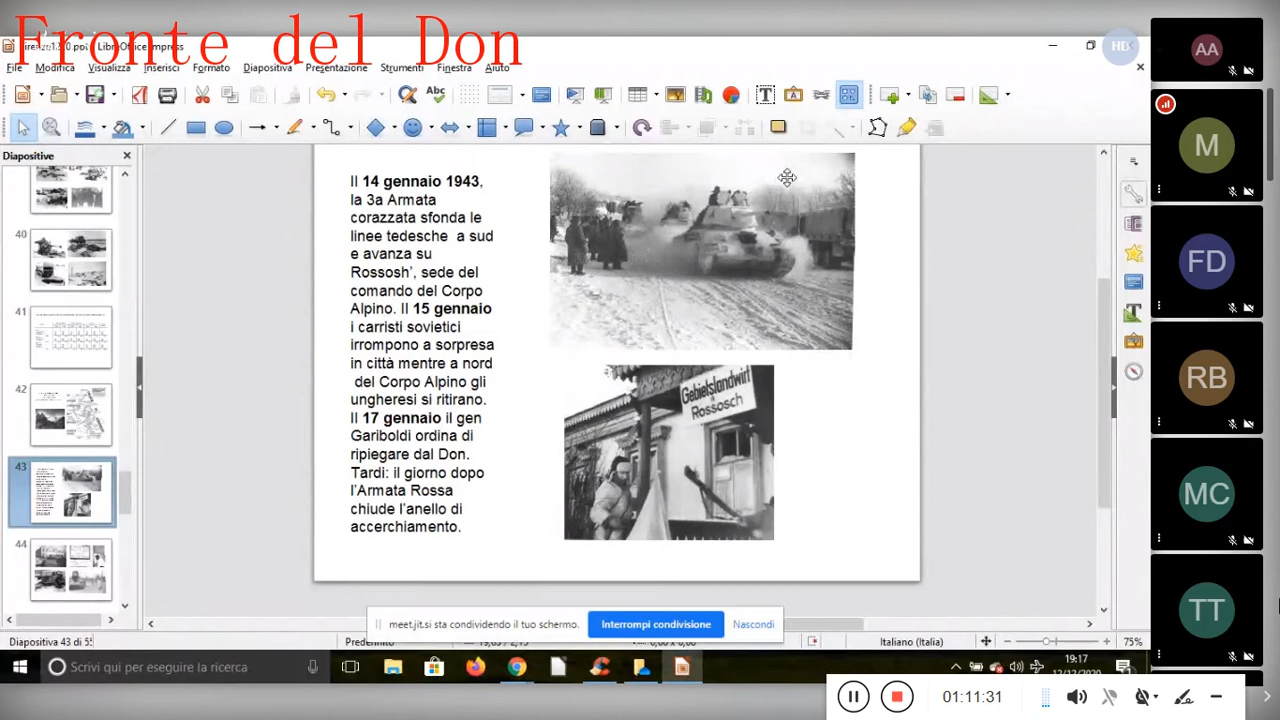 Fronte del Don
LibreOffice Impress
File Modifica Visualizza Inserisci Formato Diapositiva Presentazione Strumenti Finestra Aiuto
HD
Diapositive
40
41
42
43
44
Il 14 gennaio 1943,
la 3a Armata
corazzata sfonda le
linee tedesche a sud
e avanza su
Rossosh', sede del
comando del Corpo
Alpino. Il 15 gennaio
i carristi sovietici
irrompono a sorpresa
in città mentre a nord
del Corpo Alpino gli
ungheresi si ritirano.
Il 17 gennaio il gen
Gariboldi ordina di
ripiegare dal Don.
Tardi: il giorno dopo
l'Armata Rossa
chiude l'anello di
accerchiamento.
Gebietslandwirt
Rossosch
meet.jit.si sta condividendo il tuo schermo. Interrompi condivisione Nascondi
Diapositiva 43 di 5
Italiano (Italia) 75%
Scrivi qui per eseguire la ricerca
19:17
12/12/2020
AA
M
FD
RB
MC
TT
01:11:31